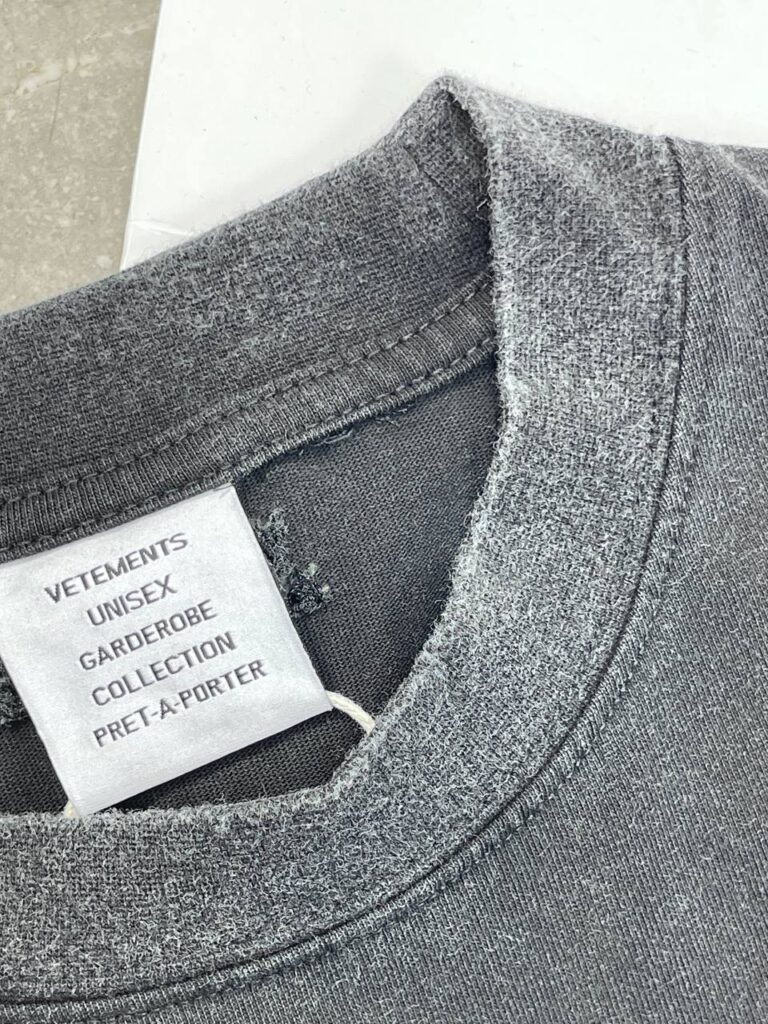 VETEMENTS
UNISEX
GARDEROBE
COLLECTION
PRET-A-PORTER